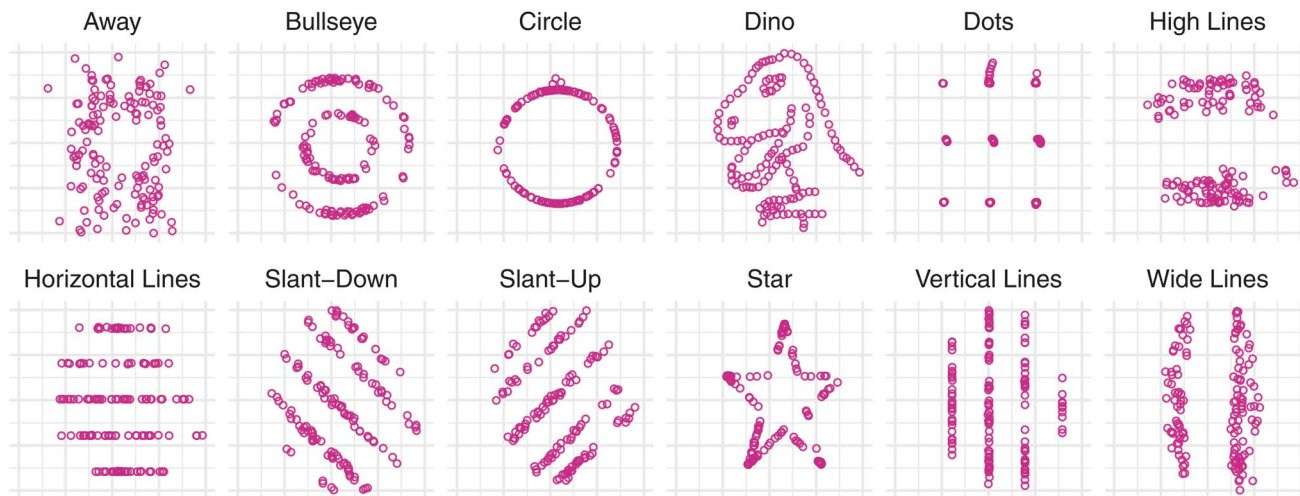 Away
Bullseye
Circle
Dino
Dots
High Lines
Horizontal Lines
Slant−Down
Slant−Up
Star
Vertical Lines
Wide Lines